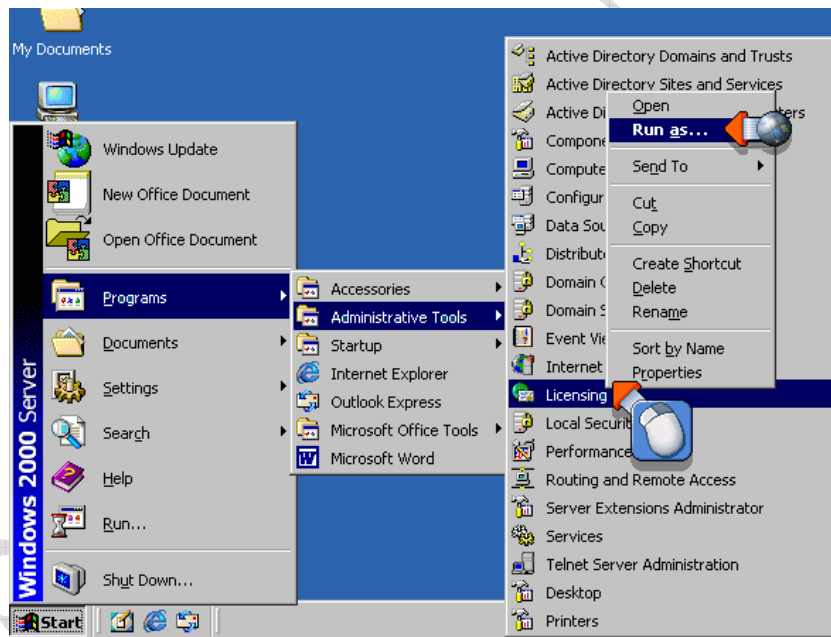 My Documents
Windows 2000 Server
Windows Update
New Office Document
Open Office Document
Programs
Documents
Settings
Search
Help
Run...
Shut Down...
Start
Accessories
Administrative Tools
Startup
Internet Explorer
Outlook Express
Microsoft Office Tools
Microsoft Word
Active Directory Domains and Trusts
Active Directory Sites and Services
Active Di
Compone
Compute
Configur
Data Sou
Distribut
Domain
Domain S
Event Vie
Internet
Licensing
Local Securit
Performance
Routing and Remote Access
Server Extensions Administrator
Services
Telnet Server Administration
Desktop
Printers
Open
Run as...
Send To
Cut
Copy
Create Shortcut
Delete
Rename
Sort by Name
Properties